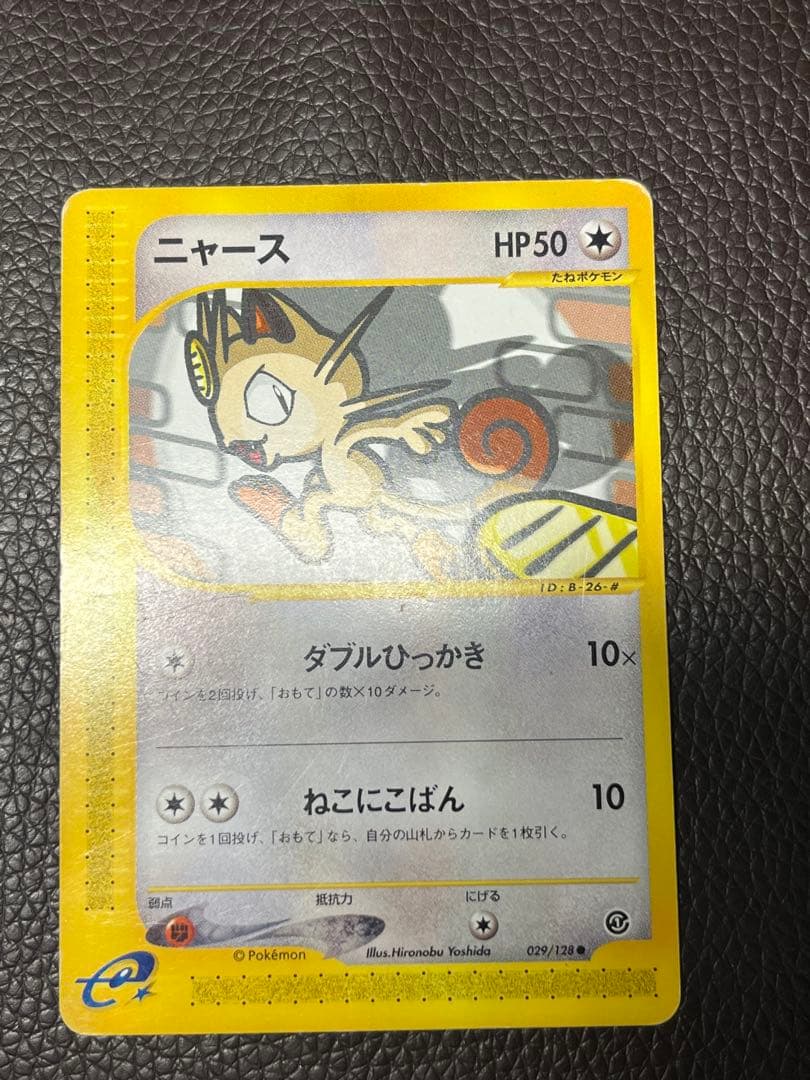 ニャース HP50
たねポケモン
ID:B-26-#
ダブルひっかき 10×
コインを2回投げ、「おもて」の数×10ダメージ。
ねこにこばん 10
コインを1回投げ、「おもて」なら、自分の山札からカードを1枚引く。
弱点 抵抗力 にげる
©Pokémon Illus.Hironobu Yoshida 029/128●
e